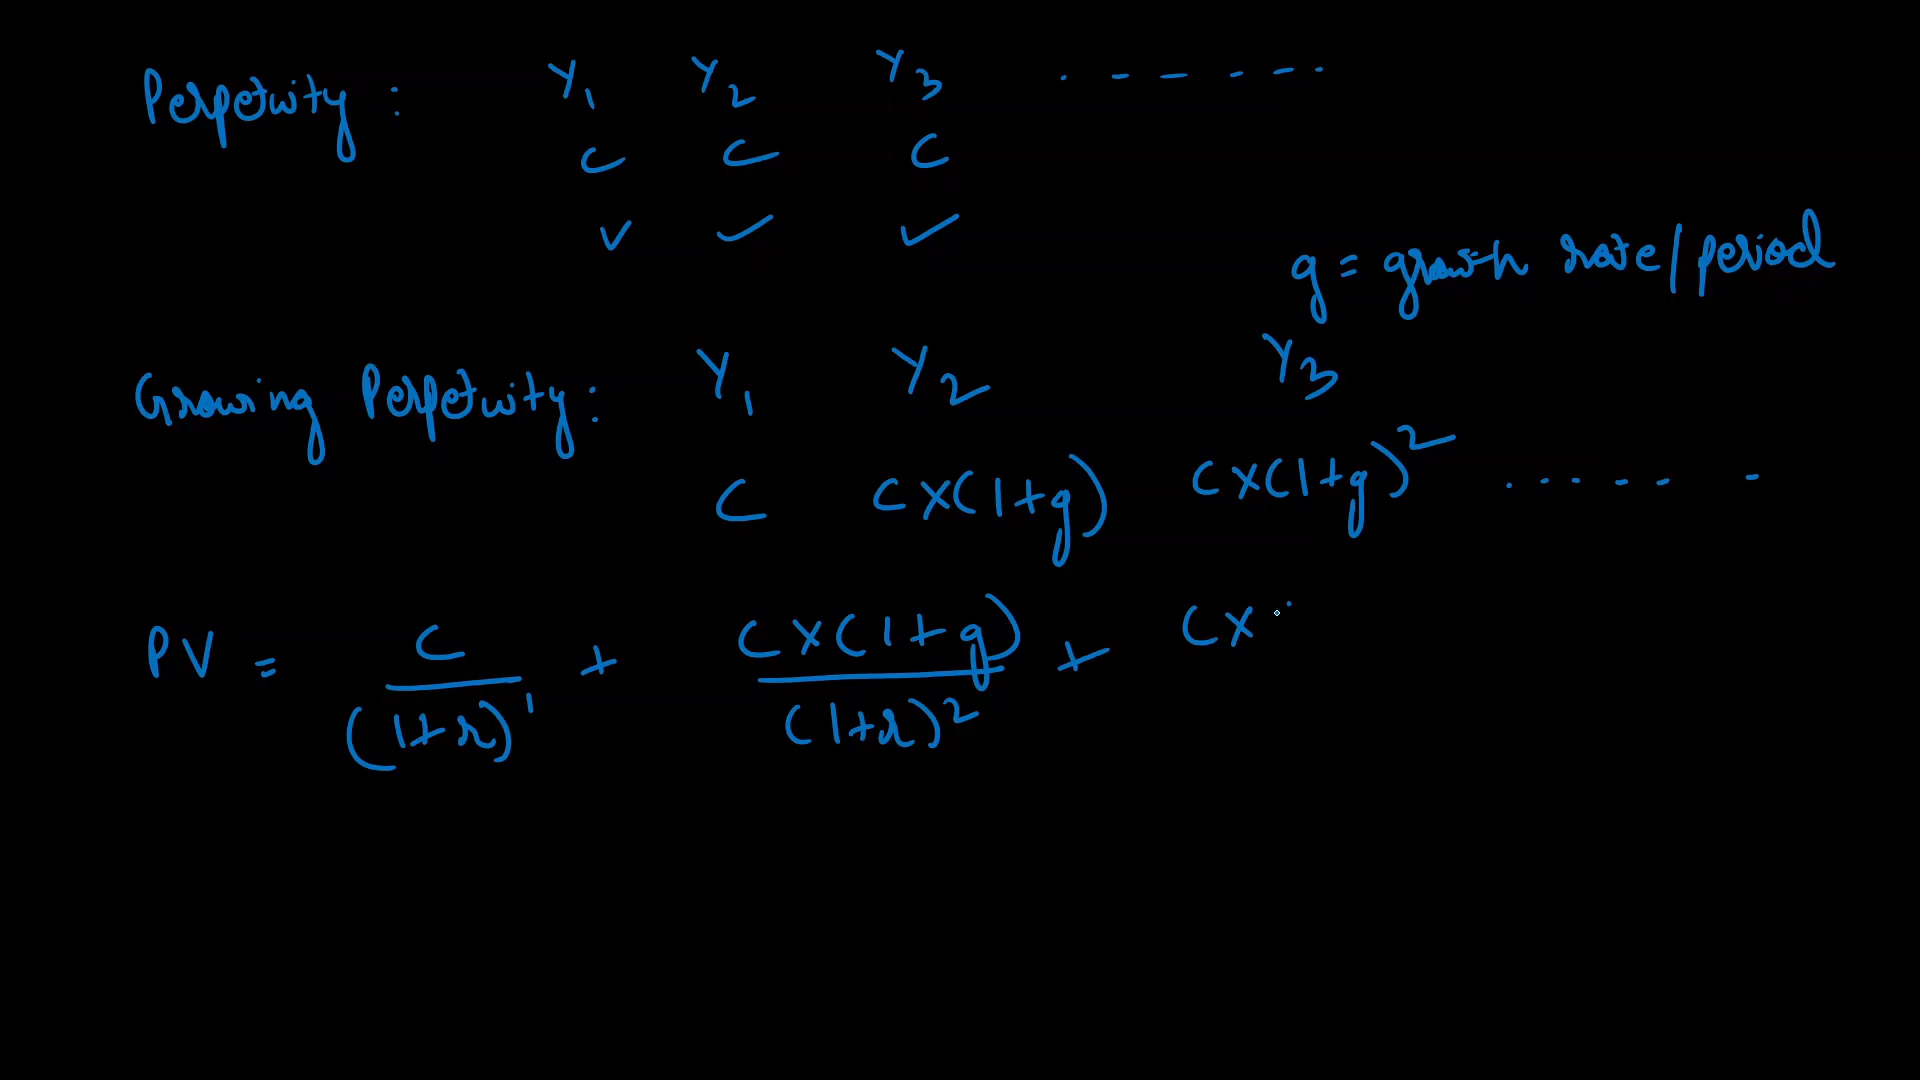 Perpetuity : Y1 Y2 Y3 . - - - - .
C C C
✓ ✓ ✓
g = growth rate/period
Growing Perpetuity: Y1 Y2 Y3
C C×(1+g) C×(1+g)² . . . - - -
PV = C/(1+r)¹ + C×(1+g)/(1+r)² + C×